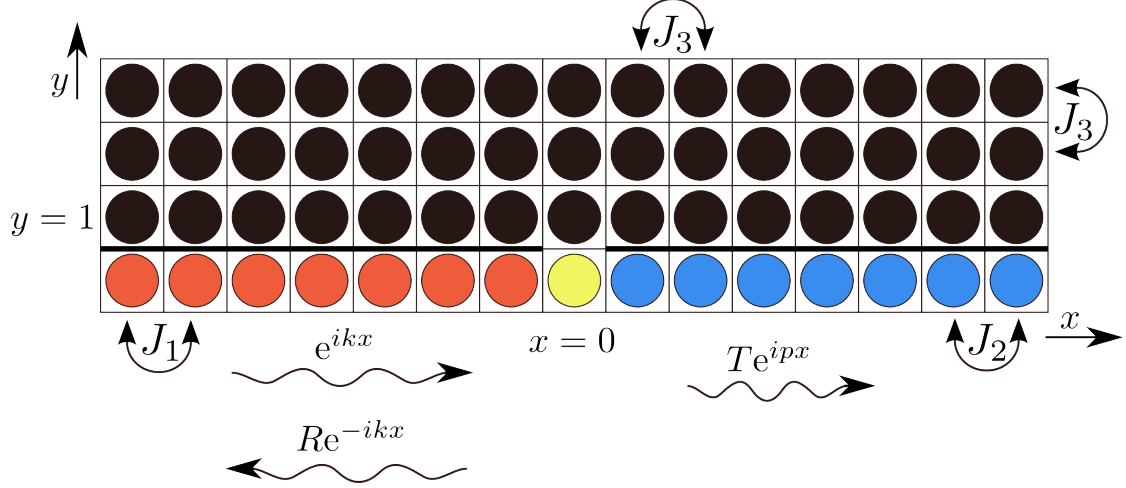 J₃
y
J₃
y = 1
x
J₁
e^{ikx}
x = 0
J₂
Te^{ipx}
Re^{-ikx}